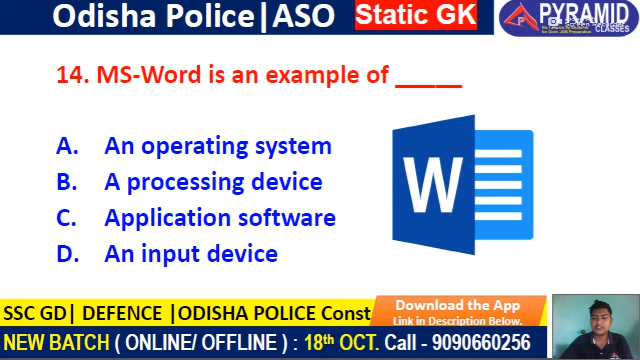 Odisha Police|ASO Static GK
PYRAMID
CLASSES
14. MS-Word is an example of _____
A. An operating system
B. A processing device
C. Application software
D. An input device
W
SSC GD| DEFENCE |ODISHA POLICE Const
Download the App
Link in Description Below.
NEW BATCH ( ONLINE/ OFFLINE ) : 18th OCT. Call - 9090660256